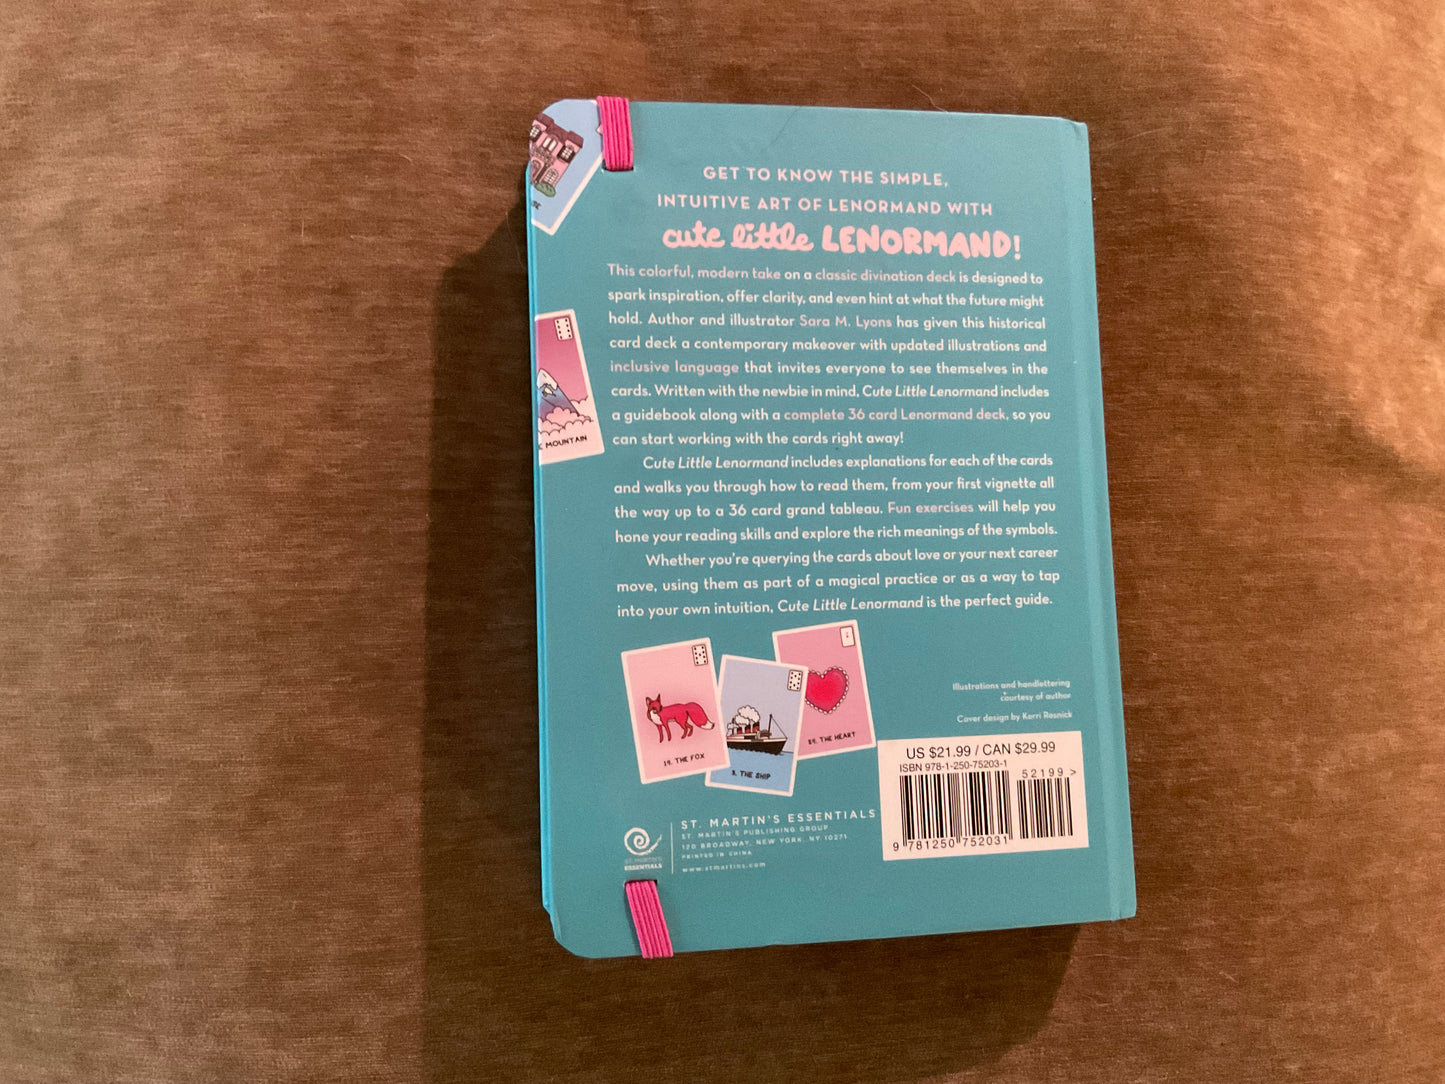 GET TO KNOW THE SIMPLE,
INTUITIVE ART OF LENORMAND WITH
cute little LENORMAND!
This colorful, modern take on a classic divination deck is designed to
spark inspiration, offer clarity, and even hint at what the future might
hold. Author and illustrator Sara M. Lyons has given this historical
card deck a contemporary makeover with updated illustrations and
inclusive language that invites everyone to see themselves in the
cards. Written with the newbie in mind, Cute Little Lenormand includes
a guidebook along with a complete 36 card Lenormand deck, so you
can start working with the cards right away!
Cute Little Lenormand includes explanations for each of the cards
and walks you through how to read them, from your first vignette all
the way up to a 36 card grand tableau. Fun exercises will help you
hone your reading skills and explore the rich meanings of the symbols.
Whether you're querying the cards about love or your next career
move, using them as part of a magical practice or as a way to tap
into your own intuition, Cute Little Lenormand is the perfect guide.
MOUNTAIN
THE FOX
3. THE SHIP
THE HEART
Illustrations and handlettering
courtesy of author
Cover design by Kerri Resnick
US $21.99 / CAN $29.99
ISBN 978-1-250-75203-1
52199>
9 781250 752031
ST. MARTIN'S ESSENTIALS
ST. MARTIN'S PUBLISHING GROUP
120 BROADWAY, NEW YORK, NY 10271
PRINTED IN CHINA
www.stmartins.com
ST. MARTIN'S
ESSENTIALS